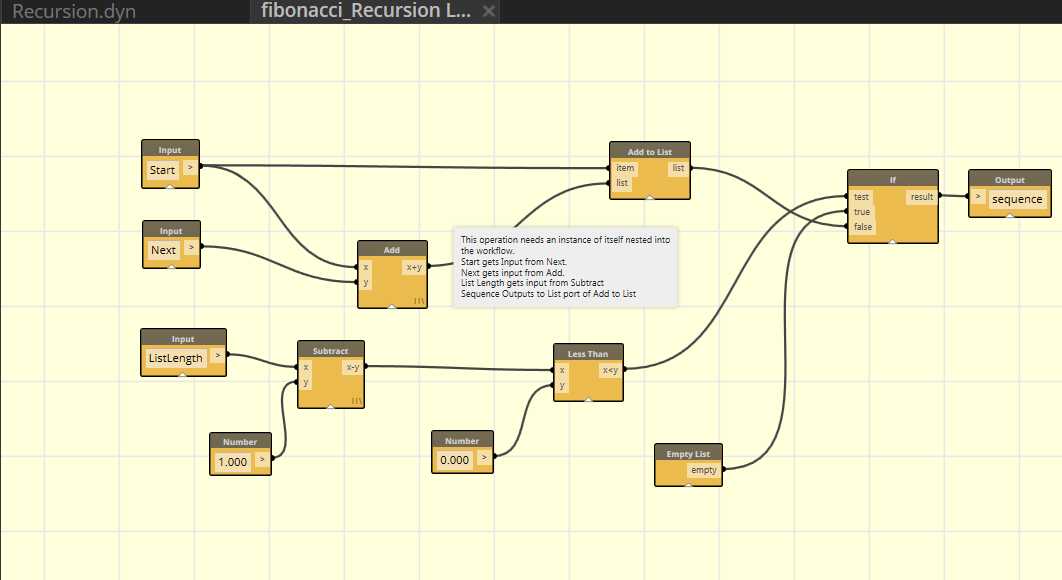 Recursion.dyn
fibonacci_Recursion L...
Input
Start >
Input
Next >
Add
x x+y
y
Add to List
item list
list
If
test result
true
false
Output
> sequence
This operation needs an instance of itself nested into
the workflow.
Start gets Input from Next.
Next gets input from Add.
List Length gets input from Subtract
Sequence Outputs to List port of Add to List
Input
ListLength >
Subtract
x x-y
y
Less Than
x x<y
y
Number
1.000 >
Number
0.000 >
Empty List
empty